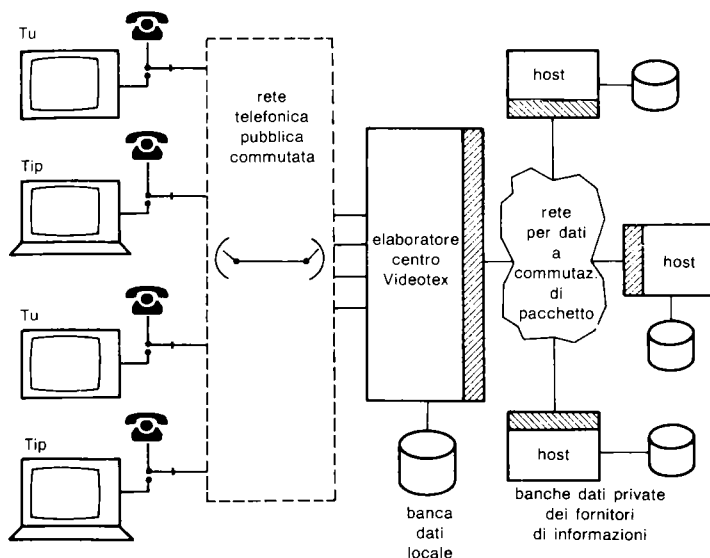 Tu
Tip
Tu
Tip
rete
telefonica
pubblica
commutata
elaboratore
centro
Videotex
banca
dati
locale
rete
per dati
a
commutaz.
di
pacchetto
host
host
host
banche dati private
dei fornitori
di informazioni